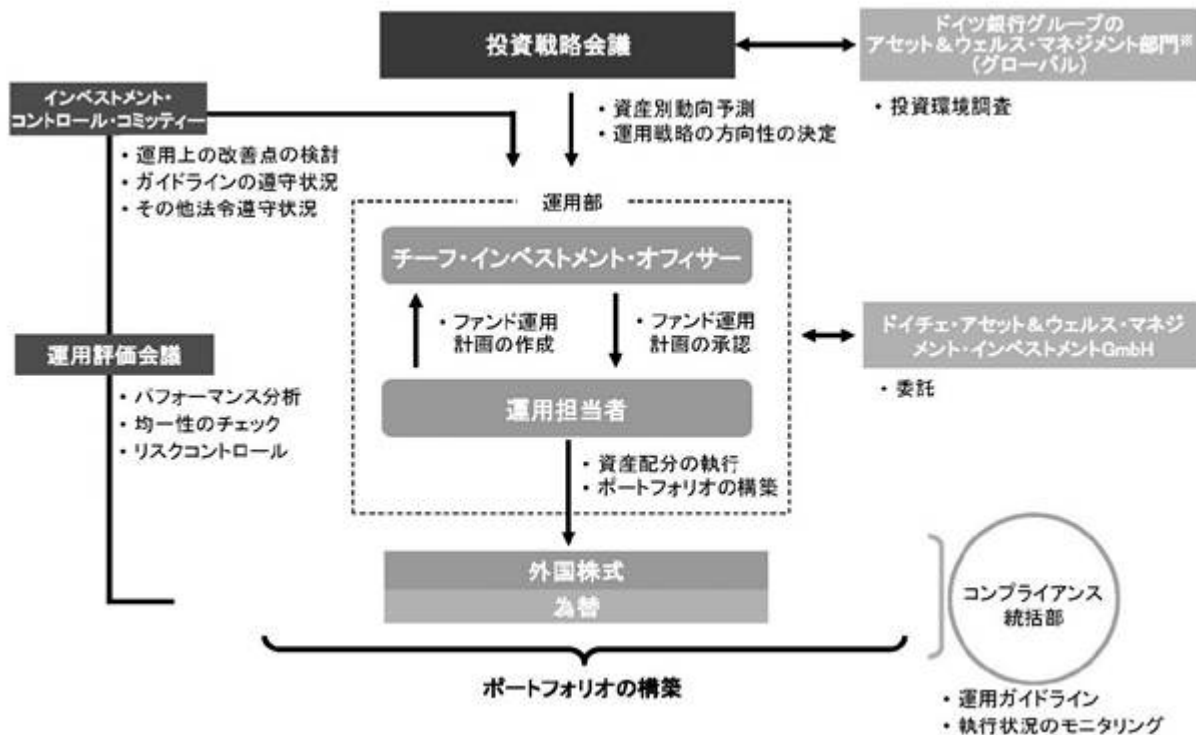 投資戦略会議
ドイツ銀行グループの
アセット&ウェルス・マネジメント部門※
(グローバル)
・投資環境調査
インベストメント・
コントロール・コミッティー
・運用上の改善点の検討
・ガイドラインの遵守状況
・その他法令遵守状況
・資産別動向予測
・運用戦略の方向性の決定
運用部
チーフ・インベストメント・オフィサー
・ファンド運用
計画の作成
・ファンド運用
計画の承認
ドイチェ・アセット&ウェルス・マネジ
メント・インベストメントGmbH
・委託
運用評価会議
・パフォーマンス分析
・均一性のチェック
・リスクコントロール
運用担当者
・資産配分の執行
・ポートフォリオの構築
外国株式
為替
コンプライアンス
統括部
ポートフォリオの構築
・運用ガイドライン
・執行状況のモニタリング